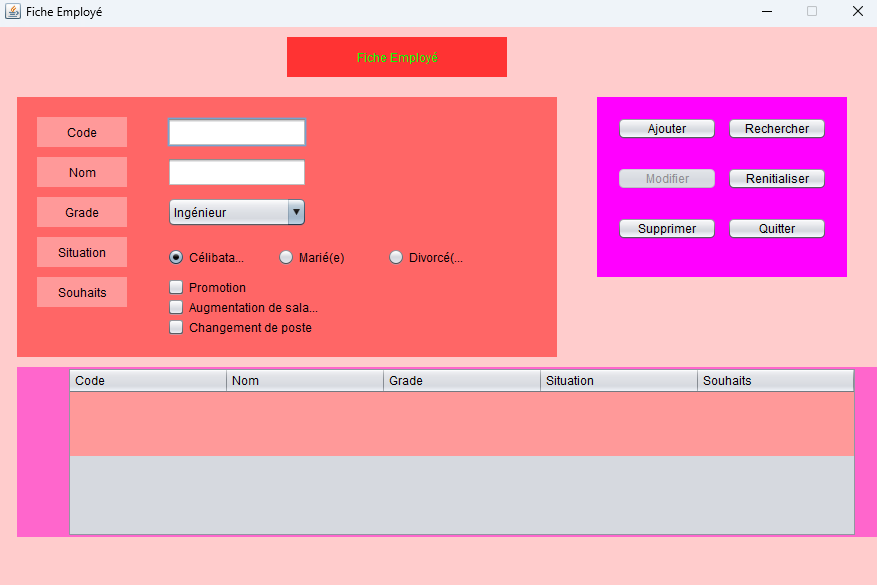 Fiche Employé
Fiche Employé
Code
Nom
Grade
Ingénieur
Situation
Célibata...
Marié(e)
Divorcé(...
Souhaits
Promotion
Augmentation de sala...
Changement de poste
Ajouter
Rechercher
Modifier
Renitialiser
Supprimer
Quitter
Code Nom Grade Situation Souhaits